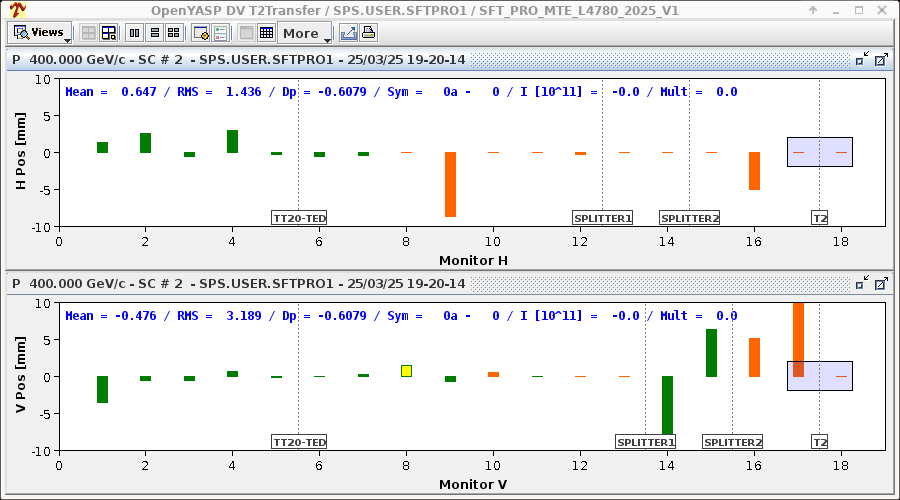 OpenYASP DV T2Transfer / SPS.USER.SFTPRO1 / SFT_PRO_MTE_L4780_2025_V1
Views
More
P 400.000 GeV/c - SC # 2 - SPS.USER.SFTPRO1 - 25/03/25 19-20-14
Mean = 0.647 / RMS = 1.436 / Dp = -0.6079 / Sym = 0a - 0 / I [10^11] = -0.0 / Mult = 0.0
H Pos [mm]
10
5
0
-5
-10
TT20-TED
SPLITTER1
SPLITTER2
T2
0 2 4 6 8 10 12 14 16 18
Monitor H
P 400.000 GeV/c - SC # 2 - SPS.USER.SFTPRO1 - 25/03/25 19-20-14
Mean = -0.476 / RMS = 3.189 / Dp = -0.6079 / Sym = 0a - 0 / I [10^11] = -0.0 / Mult = 0.0
V Pos [mm]
10
5
0
-5
-10
TT20-TED
SPLITTER1
SPLITTER2
T2
0 2 4 6 8 10 12 14 16 18
Monitor V